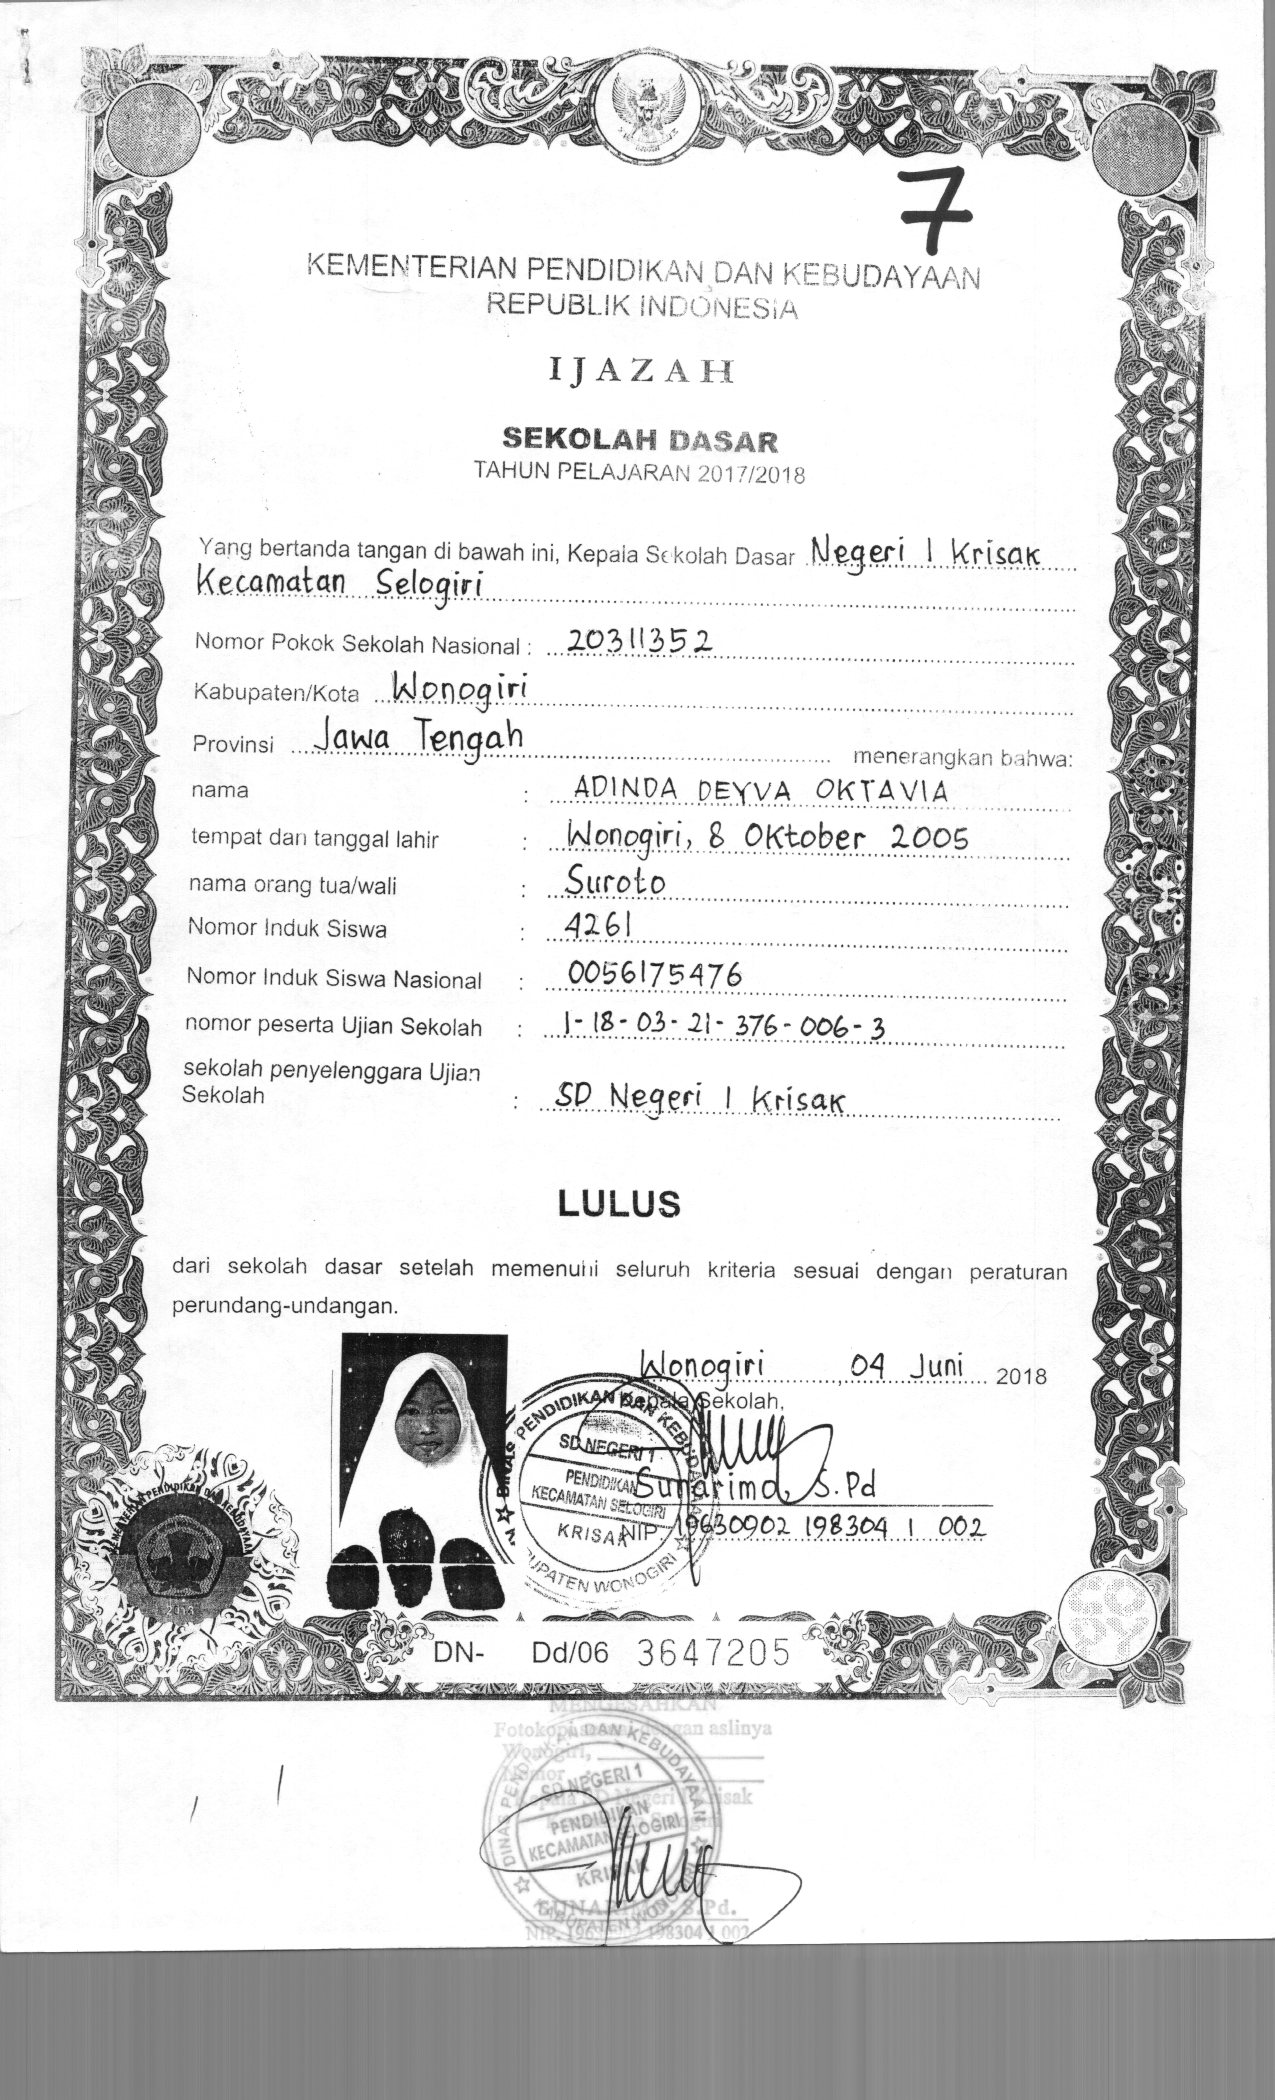 7
KEMENTERIAN PENDIDIKAN DAN KEBUDAYAAN
REPUBLIK INDONESIA
IJAZAH
SEKOLAH DASAR
TAHUN PELAJARAN 2017/2018
Yang bertanda tangan di bawah ini, Kepala Sekolah Dasar Negeri 1 Krisak
Kecamatan Selogiri
Nomor Pokok Sekolah Nasional : 20311352
Kabupaten/Kota Wonogiri
Provinsi Jawa Tengah menerangkan bahwa:
nama : ADINDA DEYVA OKTAVIA
tempat dan tanggal lahir : Wonogiri, 8 Oktober 2005
nama orang tua/wali : Suroto
Nomor Induk Siswa : 4261
Nomor Induk Siswa Nasional : 0056175476
nomor peserta Ujian Sekolah : 1-18-03-21-376-006-3
sekolah penyelenggara Ujian
Sekolah : SD Negeri 1 Krisak
LULUS
dari sekolah dasar setelah memenuhi seluruh kriteria sesuai dengan peraturan
perundang-undangan.
Wonogiri, 04 Juni 2018
Kepala Sekolah,
DINAS PENDIDIKAN DAN KEBUDAYAAN
SD NEGERI 1
PENDIDIKAN
KECAMATAN SELOGIRI
KRISAK
KABUPATEN WONOGIRI
Sunarimo, S.Pd
NIP. 19630902 198304 1 002
DN- Dd/06 3647205
MENGESAHKAN
Fotokopi sesuai dengan aslinya
Wonogiri,
Nomor
Kepala SD Negeri 1 Krisak
DINAS PENDIDIKAN DAN KEBUDAYAAN
SD NEGERI 1
PENDIDIKAN
KECAMATAN SELOGIRI
KRISAK
KABUPATEN WONOGIRI
SUNARIMO, S.Pd.
NIP. 198304 1 002